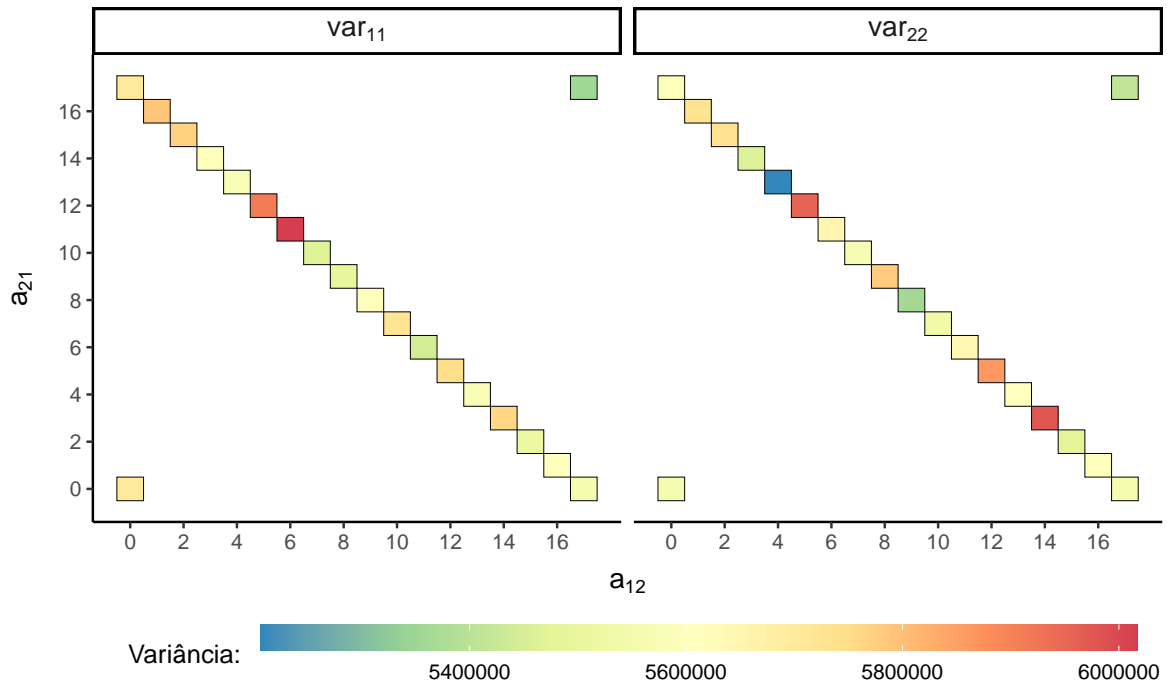 var₁₁ var₂₂
a₂₁
16
14
12
10
8
6
4
2
0
0 2 4 6 8 10 12 14 16 0 2 4 6 8 10 12 14 16
a₁₂
Variância: 5400000 5600000 5800000 6000000